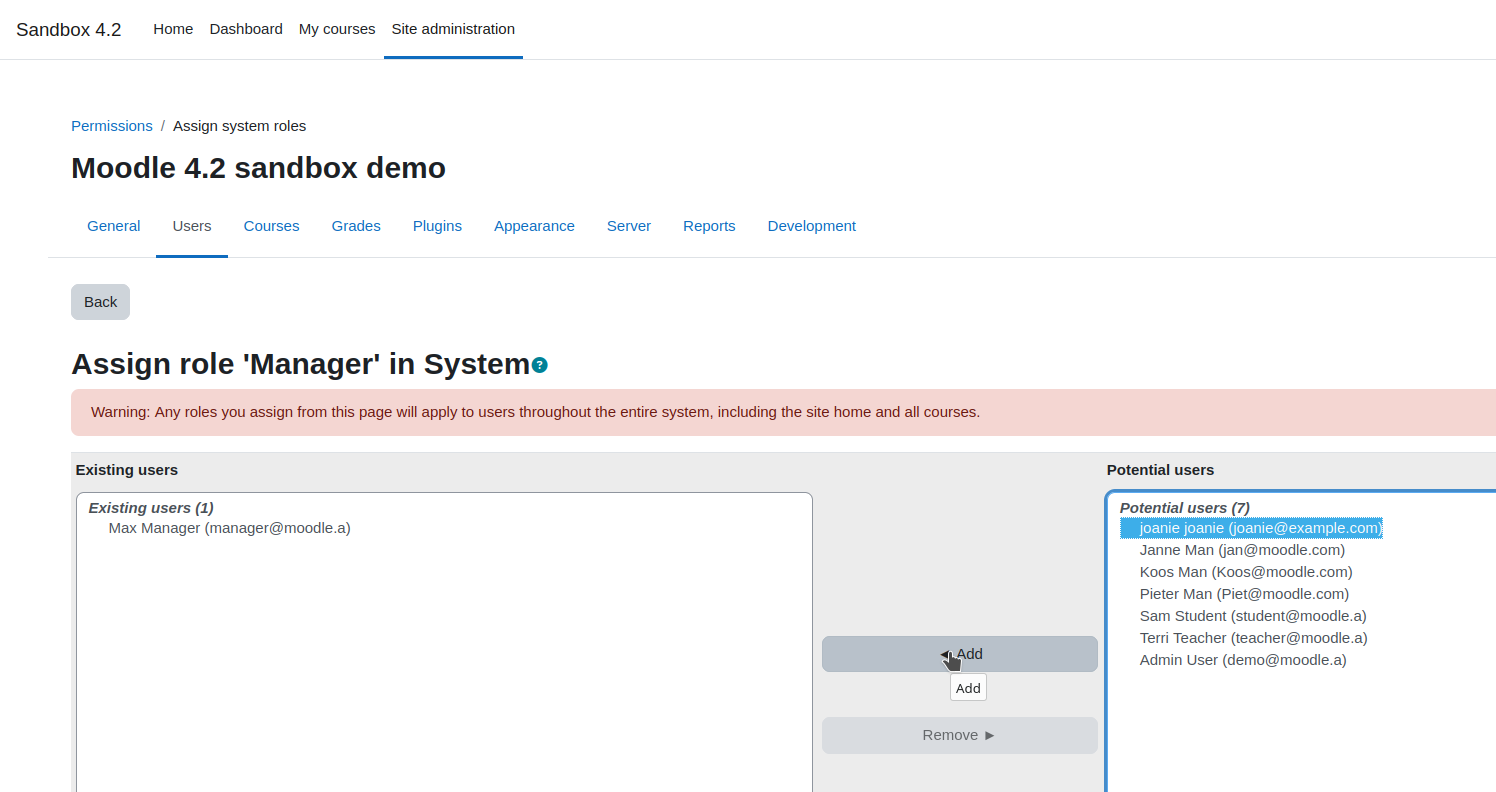 Sandbox 4.2 Home Dashboard My courses Site administration
Permissions / Assign system roles
Moodle 4.2 sandbox demo
General Users Courses Grades Plugins Appearance Server Reports Development
Back
Assign role 'Manager' in System?
Warning: Any roles you assign from this page will apply to users throughout the entire system, including the site home and all courses.
Existing users
Existing users (1)
Max Manager (manager@moodle.a)
◄ Add
Add
Remove ►
Potential users
Potential users (7)
joanie joanie (joanie@example.com)
Janne Man (jan@moodle.com)
Koos Man (Koos@moodle.com)
Pieter Man (Piet@moodle.com)
Sam Student (student@moodle.a)
Terri Teacher (teacher@moodle.a)
Admin User (demo@moodle.a)